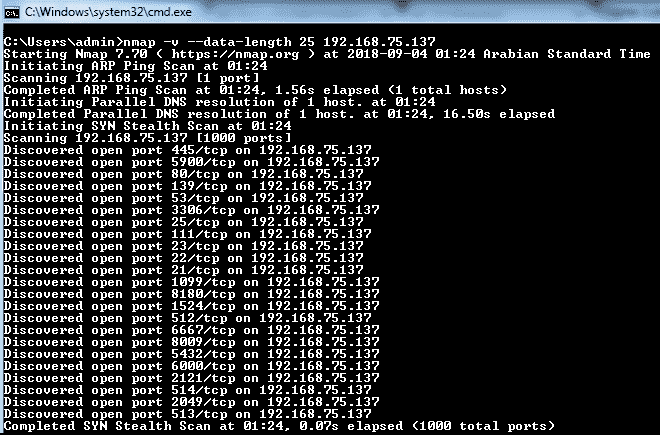 C:\Windows\system32\cmd.exe
C:\Users\admin>nmap -v --data-length 25 192.168.75.137
Starting Nmap 7.70 ( https://nmap.org ) at 2018-09-04 01:24 Arabian Standard Time
Initiating ARP Ping Scan at 01:24
Scanning 192.168.75.137 [1 port]
Completed ARP Ping Scan at 01:24, 1.56s elapsed (1 total hosts)
Initiating Parallel DNS resolution of 1 host. at 01:24
Completed Parallel DNS resolution of 1 host. at 01:24, 16.50s elapsed
Initiating SYN Stealth Scan at 01:24
Scanning 192.168.75.137 [1000 ports]
Discovered open port 445/tcp on 192.168.75.137
Discovered open port 5900/tcp on 192.168.75.137
Discovered open port 80/tcp on 192.168.75.137
Discovered open port 139/tcp on 192.168.75.137
Discovered open port 53/tcp on 192.168.75.137
Discovered open port 3306/tcp on 192.168.75.137
Discovered open port 25/tcp on 192.168.75.137
Discovered open port 111/tcp on 192.168.75.137
Discovered open port 23/tcp on 192.168.75.137
Discovered open port 22/tcp on 192.168.75.137
Discovered open port 21/tcp on 192.168.75.137
Discovered open port 1099/tcp on 192.168.75.137
Discovered open port 8180/tcp on 192.168.75.137
Discovered open port 1524/tcp on 192.168.75.137
Discovered open port 512/tcp on 192.168.75.137
Discovered open port 6667/tcp on 192.168.75.137
Discovered open port 8009/tcp on 192.168.75.137
Discovered open port 5432/tcp on 192.168.75.137
Discovered open port 6000/tcp on 192.168.75.137
Discovered open port 2121/tcp on 192.168.75.137
Discovered open port 514/tcp on 192.168.75.137
Discovered open port 2049/tcp on 192.168.75.137
Discovered open port 513/tcp on 192.168.75.137
Completed SYN Stealth Scan at 01:24, 0.07s elapsed (1000 total ports)